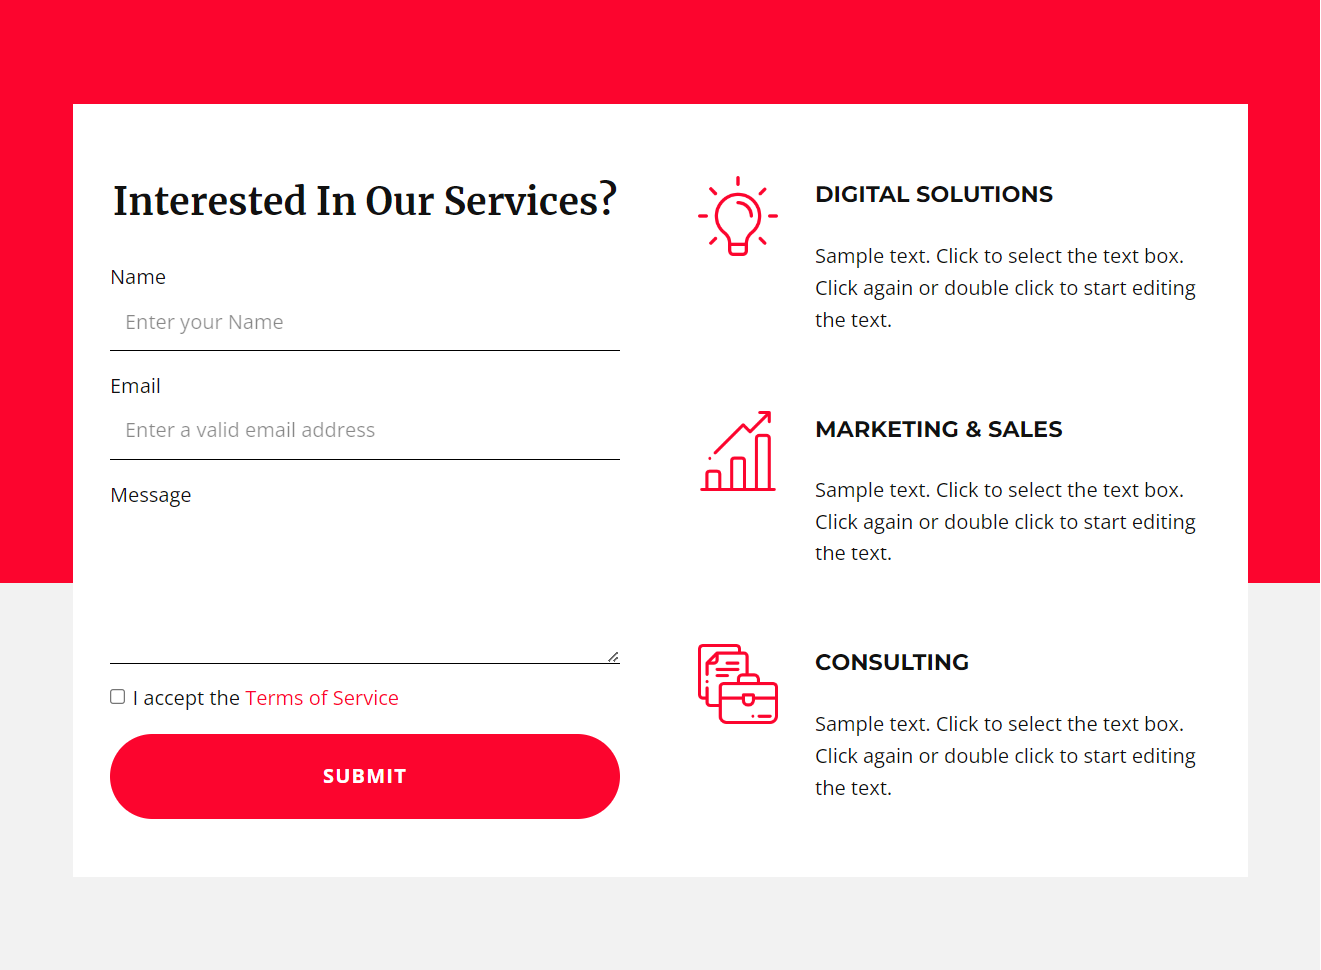 Interested In Our Services?
Name
Enter your Name
Email
Enter a valid email address
Message
I accept the Terms of Service
SUBMIT
DIGITAL SOLUTIONS
Sample text. Click to select the text box.
Click again or double click to start editing
the text.
MARKETING & SALES
Sample text. Click to select the text box.
Click again or double click to start editing
the text.
CONSULTING
Sample text. Click to select the text box.
Click again or double click to start editing
the text.